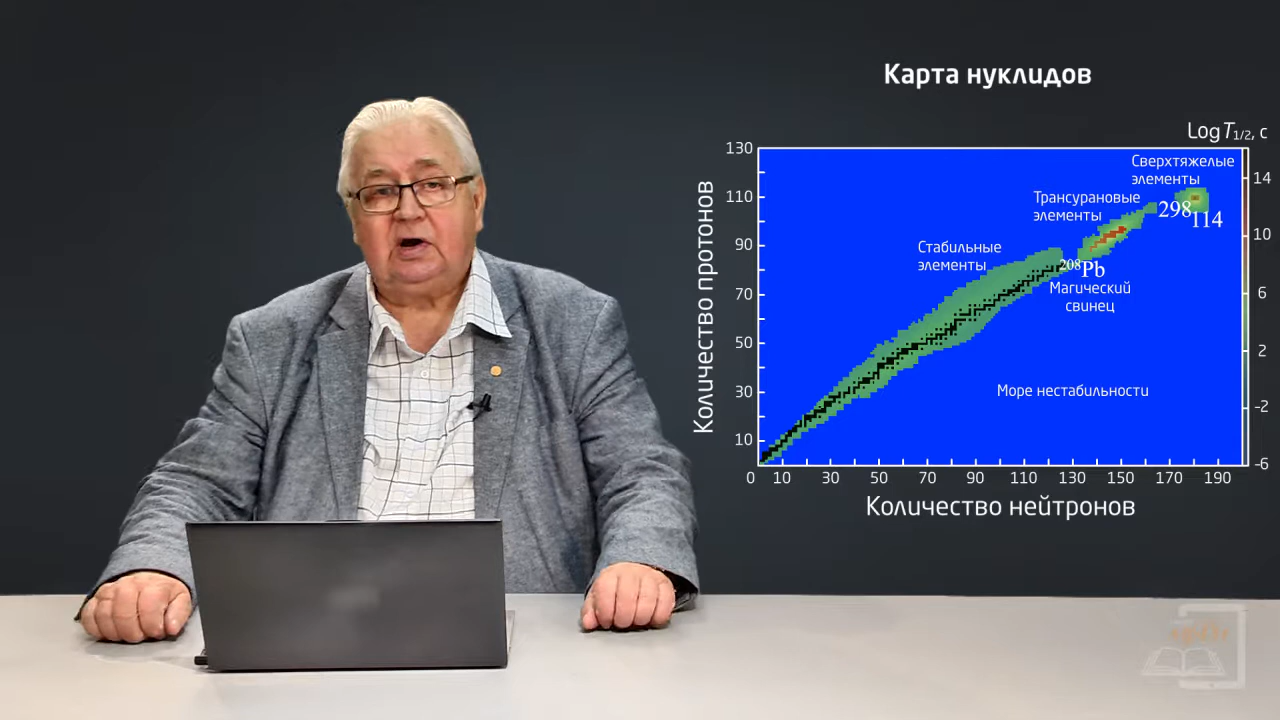 Карта нуклидов
LogT1/2, с
Количество протонов
130
110
90
70
50
30
10
Сверхтяжелые
элементы
Трансурановые
элементы
298
114
Стабильные
элементы
208Pb
Магический
свинец
Море нестабильности
14
10
6
2
-2
-6
0 10 30 50 70 90 110 130 150 170 190
Количество нейтронов